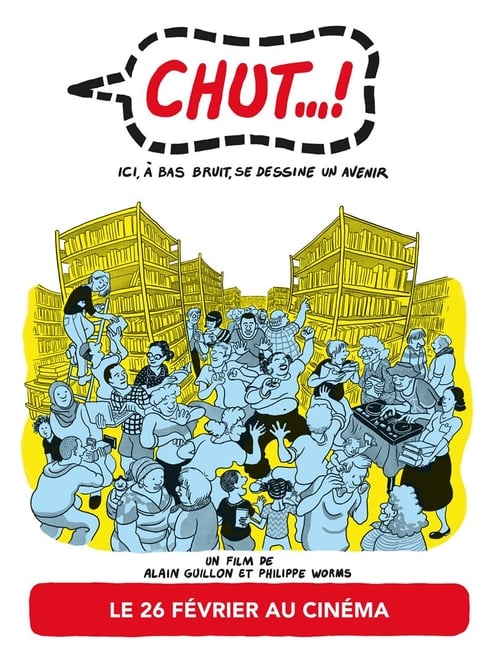 CHUT...!
ICI, À BAS BRUIT, SE DESSINE UN AVENIR
UN FILM DE
ALAIN GUILLON ET PHILIPPE WORMS
LE 26 FÉVRIER AU CINÉMA